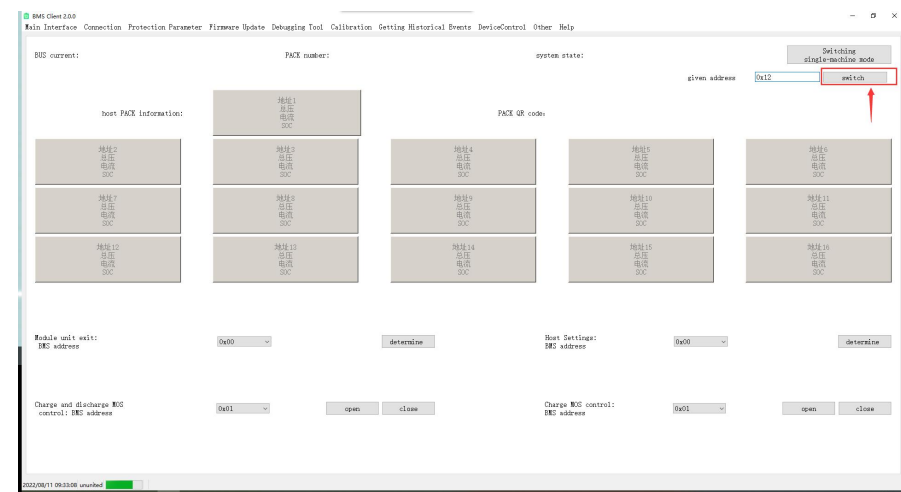 BMS Client 2.0.0
Main Interface Connection Protection Parameter Firmware Update Debugging Tool Calibration Getting Historical Events DeviceControl Other Help
BUS current: PACK number: system state: Switching
single-machine mode
given address 0x12 switch
地址1
总压
电流
SOC
host PACK information: PACK QR code:
地址2 地址3 地址4 地址5 地址6
总压 总压 总压 总压 总压
电流 电流 电流 电流 电流
SOC SOC SOC SOC SOC
地址7 地址8 地址9 地址10 地址11
总压 总压 总压 总压 总压
电流 电流 电流 电流 电流
SOC SOC SOC SOC SOC
地址12 地址13 地址14 地址15 地址16
总压 总压 总压 总压 总压
电流 电流 电流 电流 电流
SOC SOC SOC SOC SOC
Module unit exit: Host Settings:
BMS address 0x00 determine BMS address 0x00 determine
Charge and discharge MOS Charge MOS control:
control: BMS address 0x01 open close BMS address 0x01 open close
2022/08/11 09:33:08 ununited